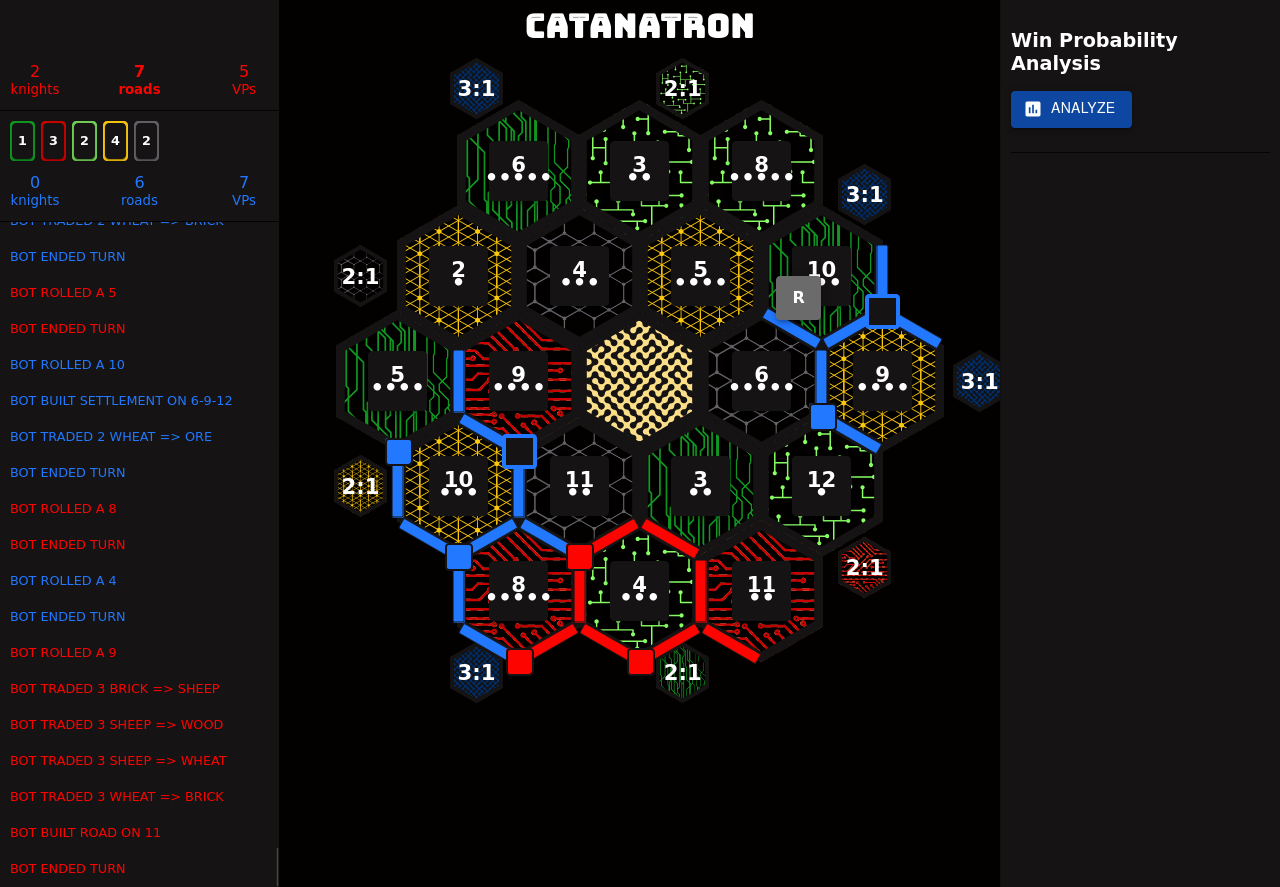 CATANATRON
2 7 5
knights roads VPs
1 3 2 4 2
0 6 7
knights roads VPs
BOT TRADED 2 WHEAT => BRICK
BOT ENDED TURN
BOT ROLLED A 5
BOT ENDED TURN
BOT ROLLED A 10
BOT BUILT SETTLEMENT ON 6-9-12
BOT TRADED 2 WHEAT => ORE
BOT ENDED TURN
BOT ROLLED A 8
BOT ENDED TURN
BOT ROLLED A 4
BOT ENDED TURN
BOT ROLLED A 9
BOT TRADED 3 BRICK => SHEEP
BOT TRADED 3 SHEEP => WOOD
BOT TRADED 3 SHEEP => WHEAT
BOT TRADED 3 WHEAT => BRICK
BOT BUILT ROAD ON 11
BOT ENDED TURN
3:1 2:1
6 3 8
3:1
2:1 2 4 5 10
R
5 9 6 9 3:1
2:1 10 11 3 12
8 4 11 2:1
3:1 2:1
Win Probability
Analysis
ANALYZE